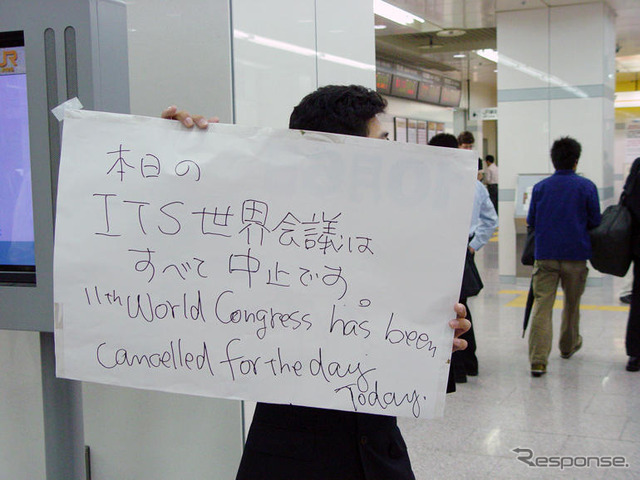 本日の
ITS世界会議は
すべて中止です。
11th World Congress has been
cancelled for the day
Today.
JR
Response.